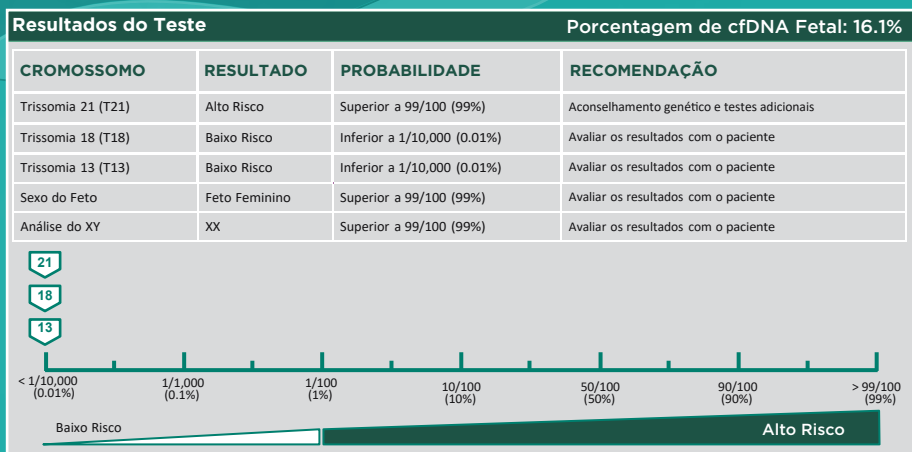 Resultados do Teste Porcentagem de cfDNA Fetal: 16.1%
CROMOSSOMO RESULTADO PROBABILIDADE RECOMENDAÇÃO
Trissomia 21 (T21) Alto Risco Superior a 99/100 (99%) Aconselhamento genético e testes adicionais
Trissomia 18 (T18) Baixo Risco Inferior a 1/10,000 (0.01%) Avaliar os resultados com o paciente
Trissomia 13 (T13) Baixo Risco Inferior a 1/10,000 (0.01%) Avaliar os resultados com o paciente
Sexo do Feto Feto Feminino Superior a 99/100 (99%) Avaliar os resultados com o paciente
Análise do XY XX Superior a 99/100 (99%) Avaliar os resultados com o paciente
21
18
13
< 1/10,000 1/1,000 1/100 10/100 50/100 90/100 > 99/100
(0.01%) (0.1%) (1%) (10%) (50%) (90%) (99%)
Baixo Risco Alto Risco